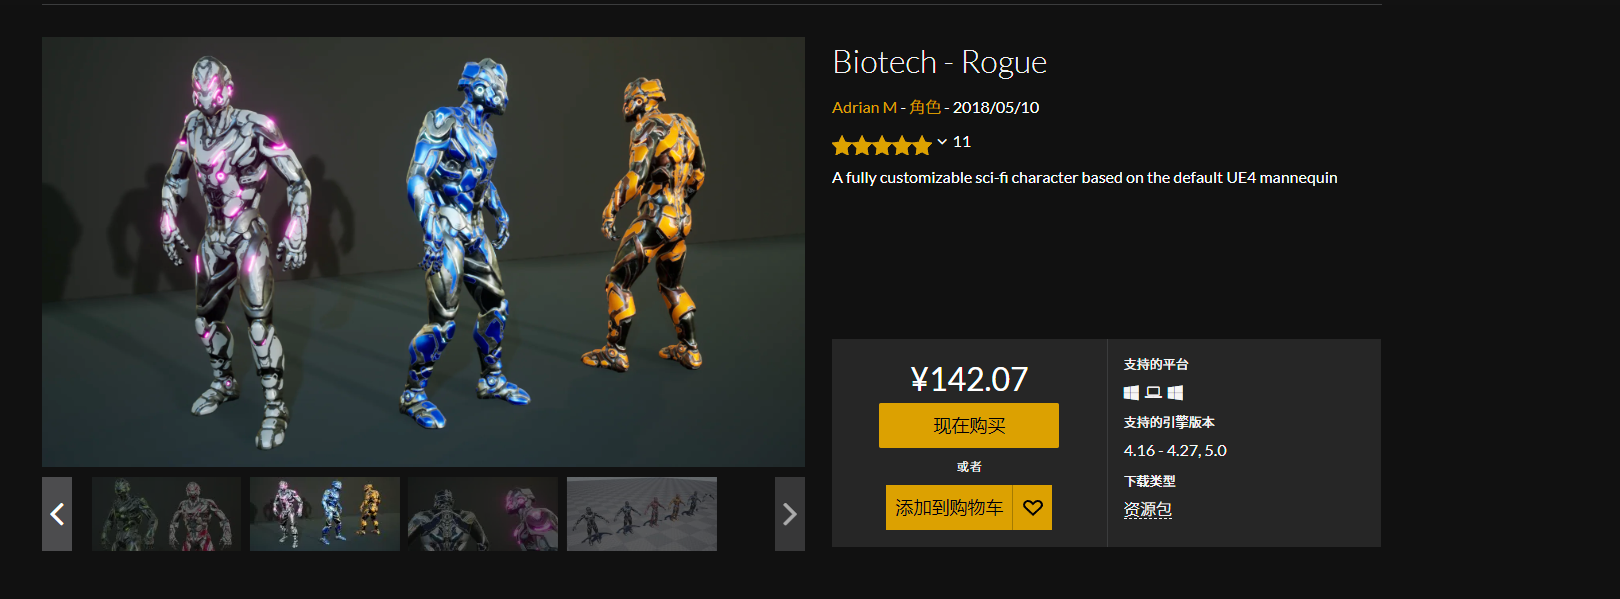 Biotech - Rogue
Adrian M - 角色 - 2018/05/10
11
A fully customizable sci-fi character based on the default UE4 mannequin
¥142.07
现在购买
或者
添加到购物车
支持的平台
支持的引擎版本
4.16 - 4.27, 5.0
下载类型
资源包